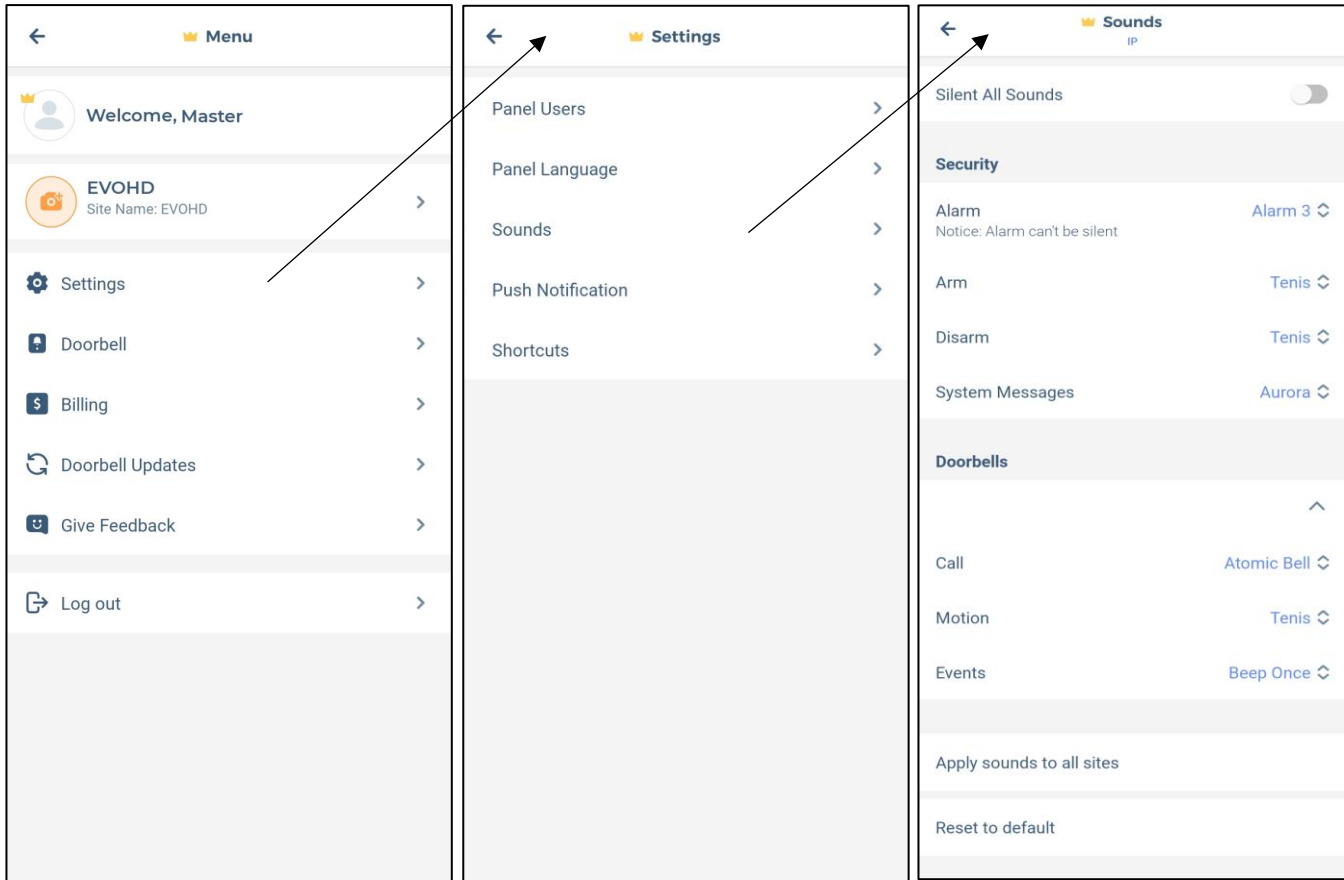 Menu
Welcome, Master
EVOHD
Site Name: EVOHD
Settings
Doorbell
$ Billing
Doorbell Updates
Give Feedback
Log out
Settings
Panel Users
Panel Language
Sounds
Push Notification
Shortcuts
Sounds
IP
Silent All Sounds
Security
Alarm Alarm 3
Notice: Alarm can't be silent
Arm Tenis
Disarm Tenis
System Messages Aurora
Doorbells
Call Atomic Bell
Motion Tenis
Events Beep Once
Apply sounds to all sites
Reset to default